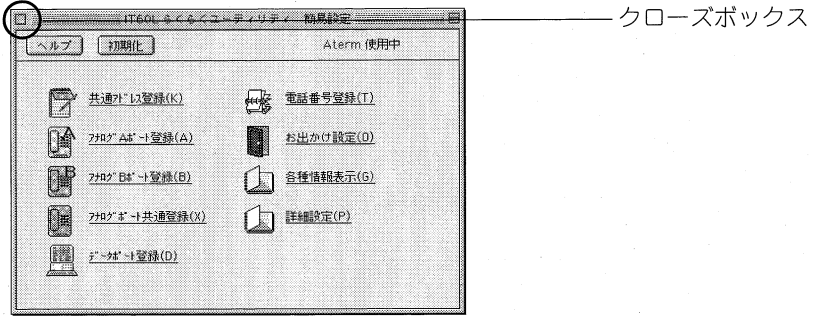 IT60L らくらくユーティリティ 簡易設定
クローズボックス
ヘルプ
初期化
Aterm 使用中
共通ｱﾄﾞﾚｽ登録(K)
電話番号登録(T)
ｱﾅﾛｸﾞAﾎﾟｰﾄ登録(A)
お出かけ設定(O)
ｱﾅﾛｸﾞBﾎﾟｰﾄ登録(B)
各種情報表示(G)
ｱﾅﾛｸﾞﾎﾟｰﾄ共通登録(X)
詳細設定(P)
ﾃﾞｰﾀﾎﾟｰﾄ登録(D)